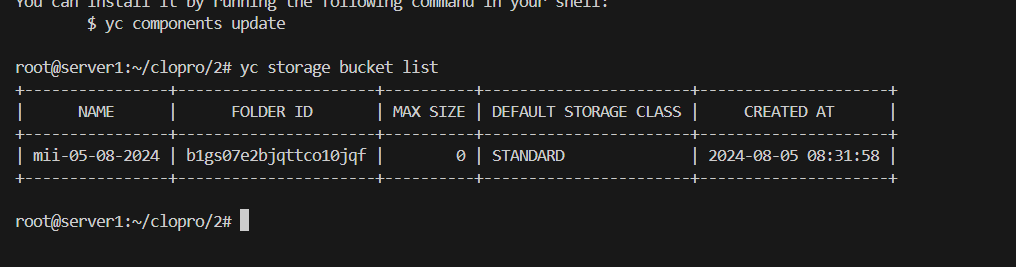 You can install it by running the following command in your shell:
$ yc components update
root@server1:~/clopro/2# yc storage bucket list
+----------------+----------------------+----------+-----------------------+---------------------+
|      NAME      |      FOLDER ID       | MAX SIZE | DEFAULT STORAGE CLASS |     CREATED AT      |
+----------------+----------------------+----------+-----------------------+---------------------+
| mii-05-08-2024 | b1gs07e2bjqttco10jqf |        0 | STANDARD              | 2024-08-05 08:31:58 |
+----------------+----------------------+----------+-----------------------+---------------------+
root@server1:~/clopro/2#